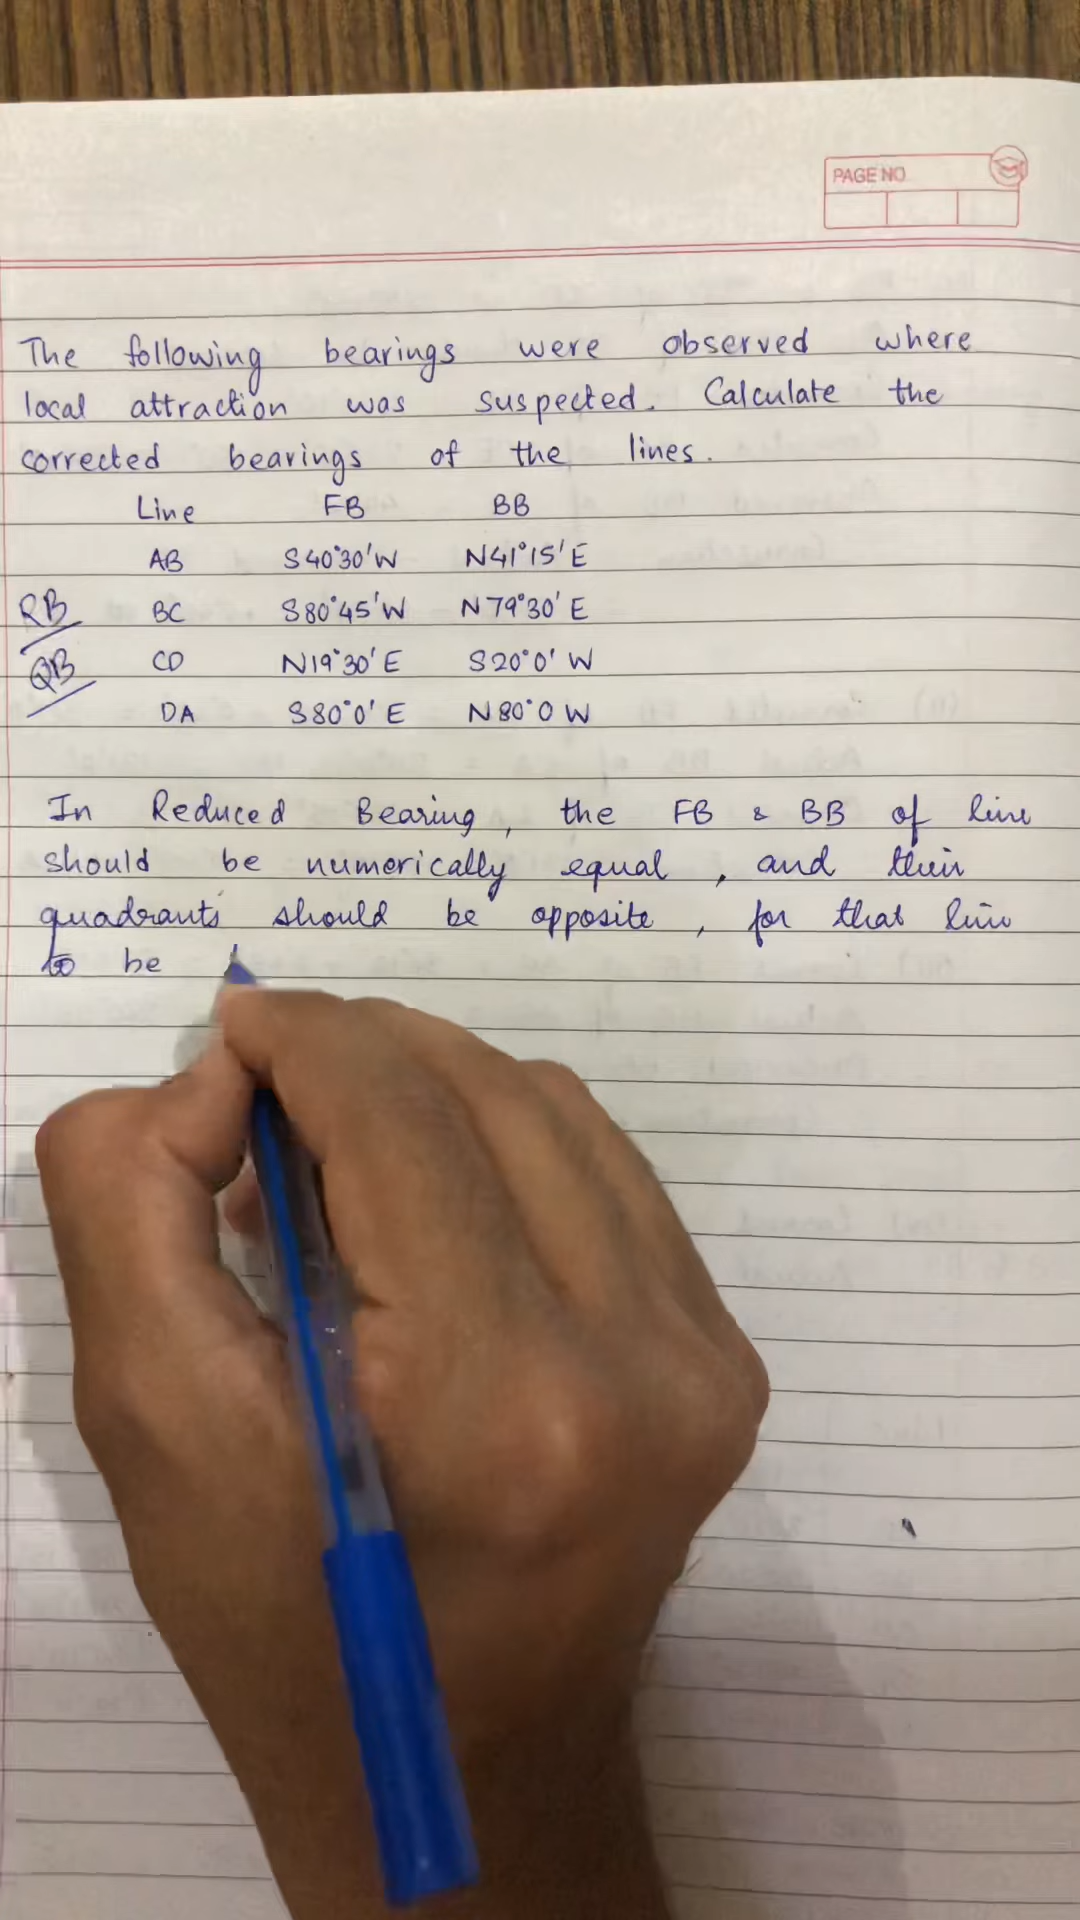 PAGE NO.
The following bearings were observed where
local attraction was suspected. Calculate the
corrected bearings of the lines.
Line FB BB
AB S40°30'W N41°15'E
RB BC S80°45'W N79°30'E
QB CD N19°30'E S20°0'W
DA S80°0'E N80°0W
In Reduced Bearing, the FB & BB of line
should be numerically equal, and their
quadrants should be opposite, for that line
to be